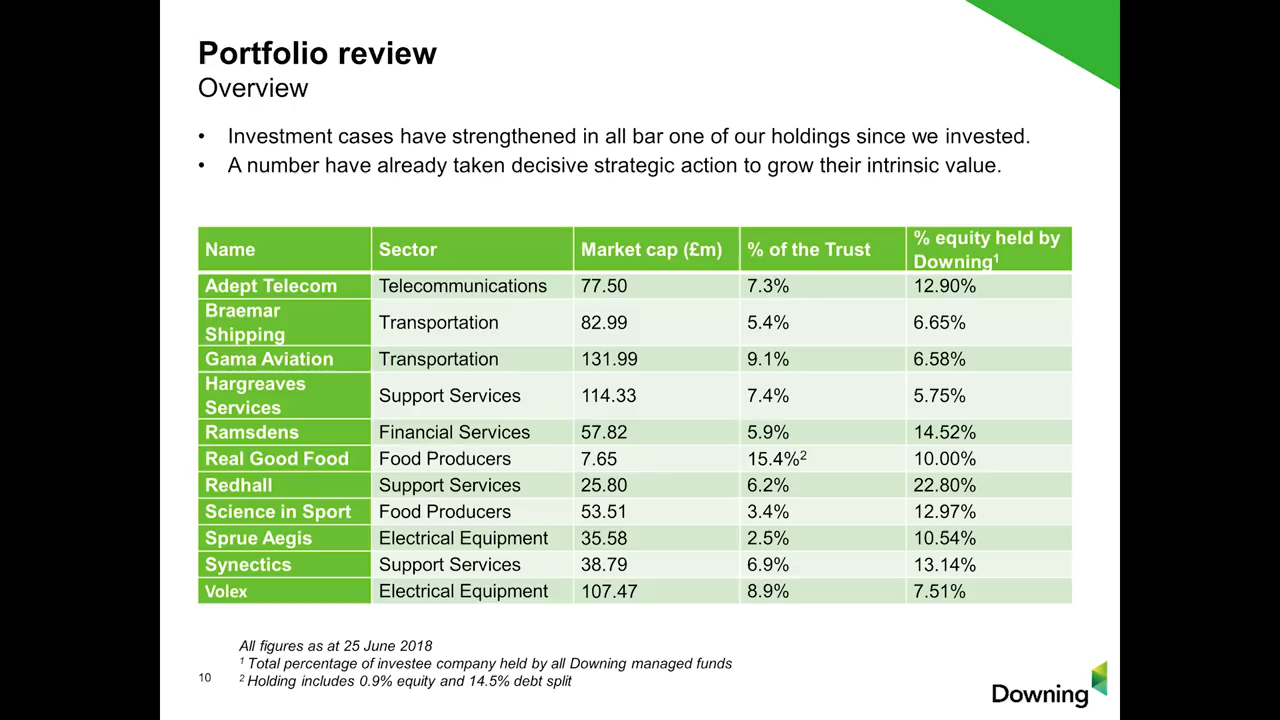 Portfolio review
Overview
• Investment cases have strengthened in all bar one of our holdings since we invested.
• A number have already taken decisive strategic action to grow their intrinsic value.
Name Sector Market cap (£m) % of the Trust % equity held by Downing¹
Adept Telecom Telecommunications 77.50 7.3% 12.90%
Braemar Shipping Transportation 82.99 5.4% 6.65%
Gama Aviation Transportation 131.99 9.1% 6.58%
Hargreaves Services Support Services 114.33 7.4% 5.75%
Ramsdens Financial Services 57.82 5.9% 14.52%
Real Good Food Food Producers 7.65 15.4%² 10.00%
Redhall Support Services 25.80 6.2% 22.80%
Science in Sport Food Producers 53.51 3.4% 12.97%
Sprue Aegis Electrical Equipment 35.58 2.5% 10.54%
Synectics Support Services 38.79 6.9% 13.14%
Volex Electrical Equipment 107.47 8.9% 7.51%
All figures as at 25 June 2018
¹ Total percentage of investee company held by all Downing managed funds
² Holding includes 0.9% equity and 14.5% debt split
10
Downing